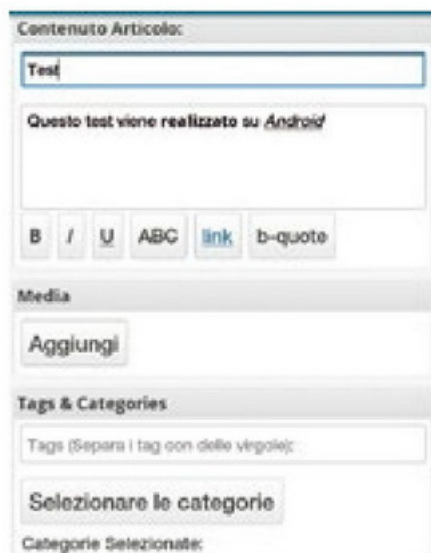 Contenuto Articolo:
Test
Questo test viene realizzato su Android
B I U ABC link b-quote
Media
Aggiungi
Tags & Categories
Tags (Separa i tag con delle virgole):
Selezionare le categorie
Categorie Selezionate: